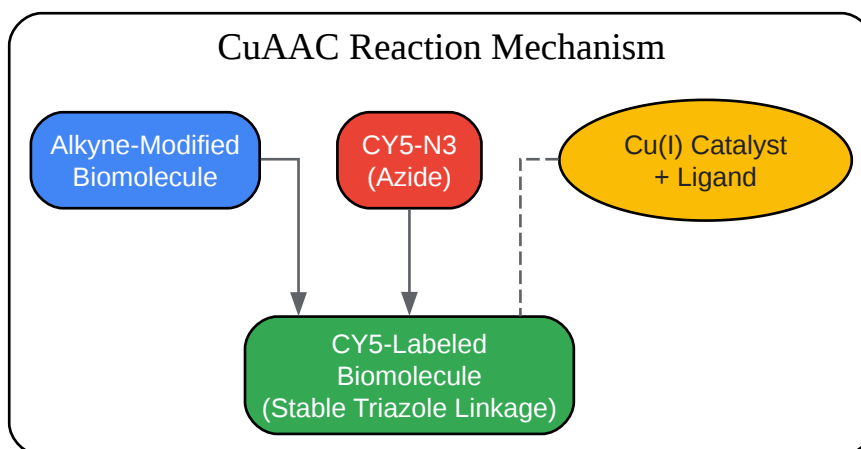 CuAAC Reaction Mechanism
Alkyne-Modified
Biomolecule
CY5-N3
(Azide)
Cu(I) Catalyst
+ Ligand
CY5-Labeled
Biomolecule
(Stable Triazole Linkage)